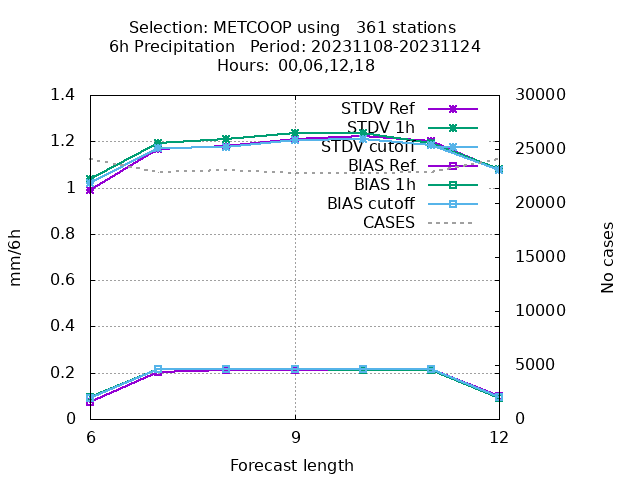 Selection: METCOOP using   361 stations
6h Precipitation   Period: 20231108-20231124
Hours:  00,06,12,18
1.4
1.2
1
0.8
0.6
0.4
0.2
0
mm/6h
30000
25000
20000
15000
10000
5000
0
No cases
STDV Ref
STDV 1h
STDV cutoff
BIAS Ref
BIAS 1h
BIAS cutoff
CASES
6
9
12
Forecast length